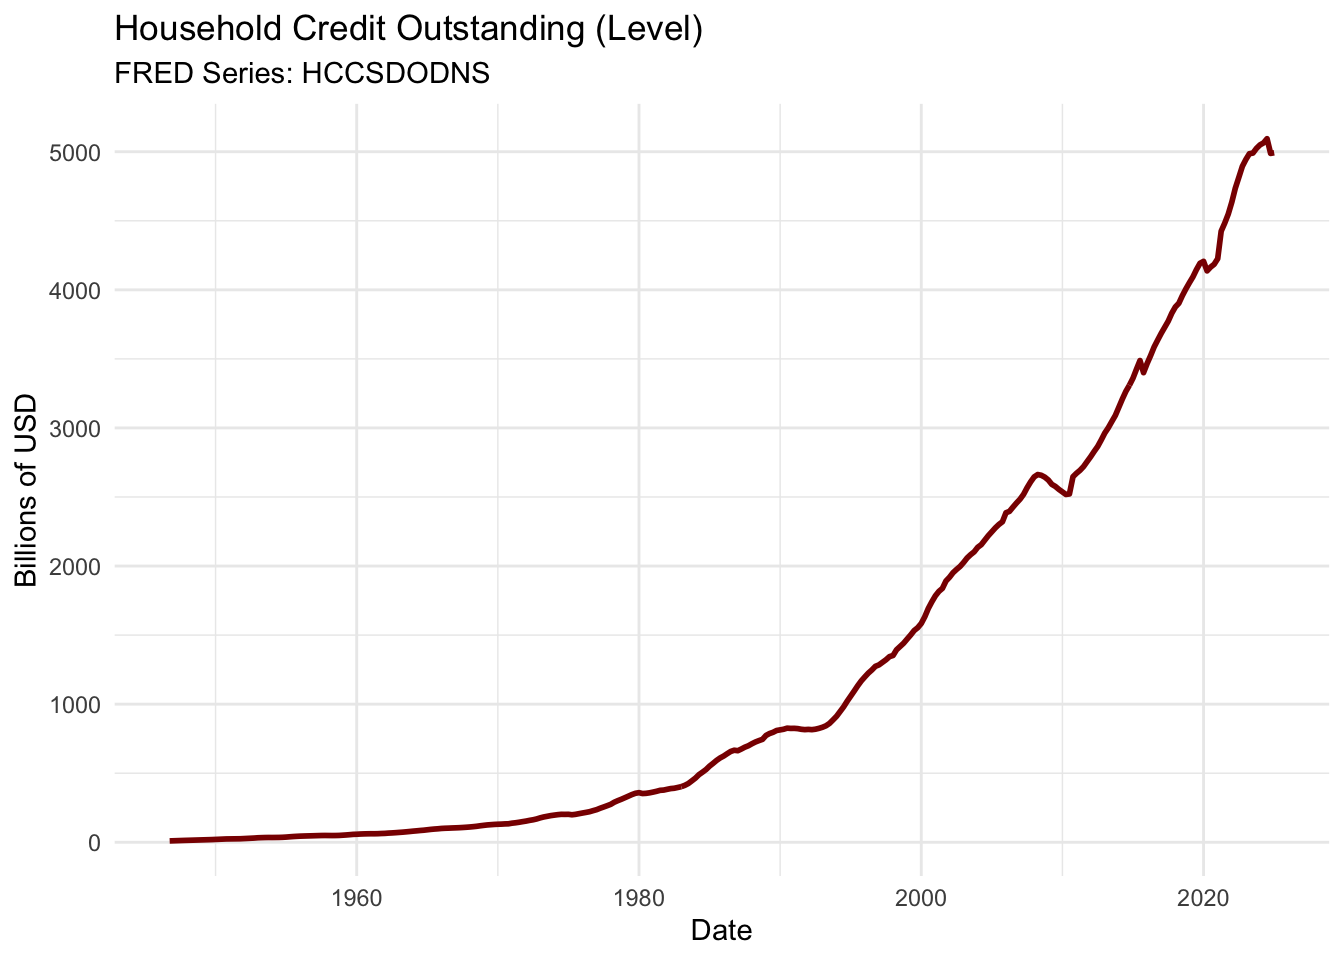 Household Credit Outstanding (Level)
FRED Series: HCCSDODNS
Billions of USD
5000
4000
3000
2000
1000
0
1960 1980 2000 2020
Date